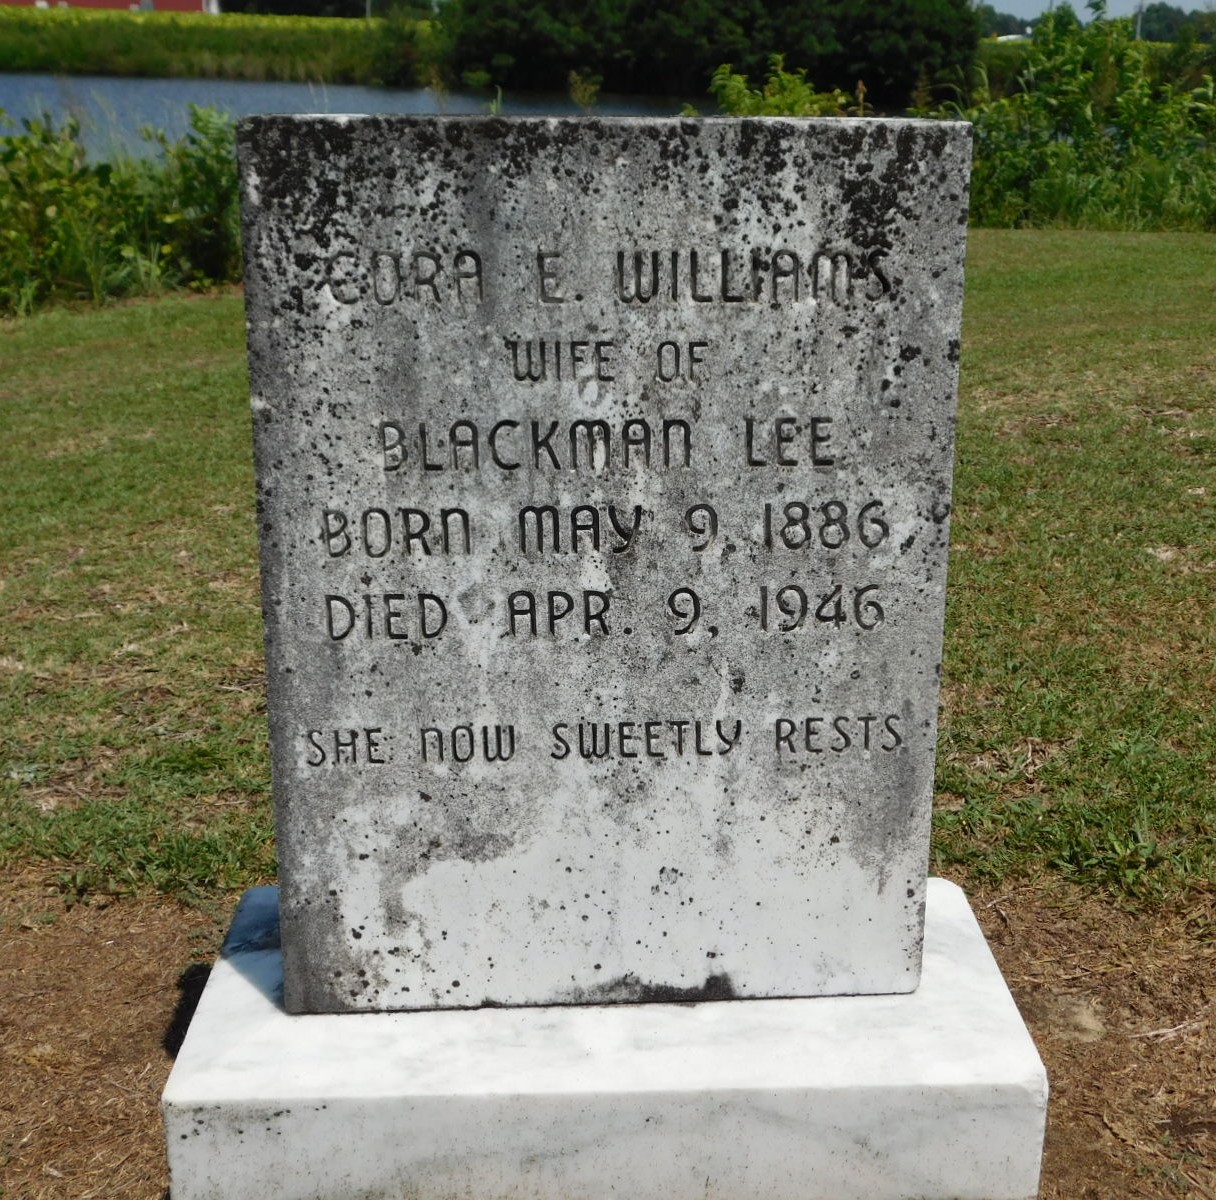 CORA E. WILLIAMS
WIFE OF
BLACKMAN LEE
BORN MAY 9, 1886
DIED APR. 9, 1946
SHE NOW SWEETLY RESTS